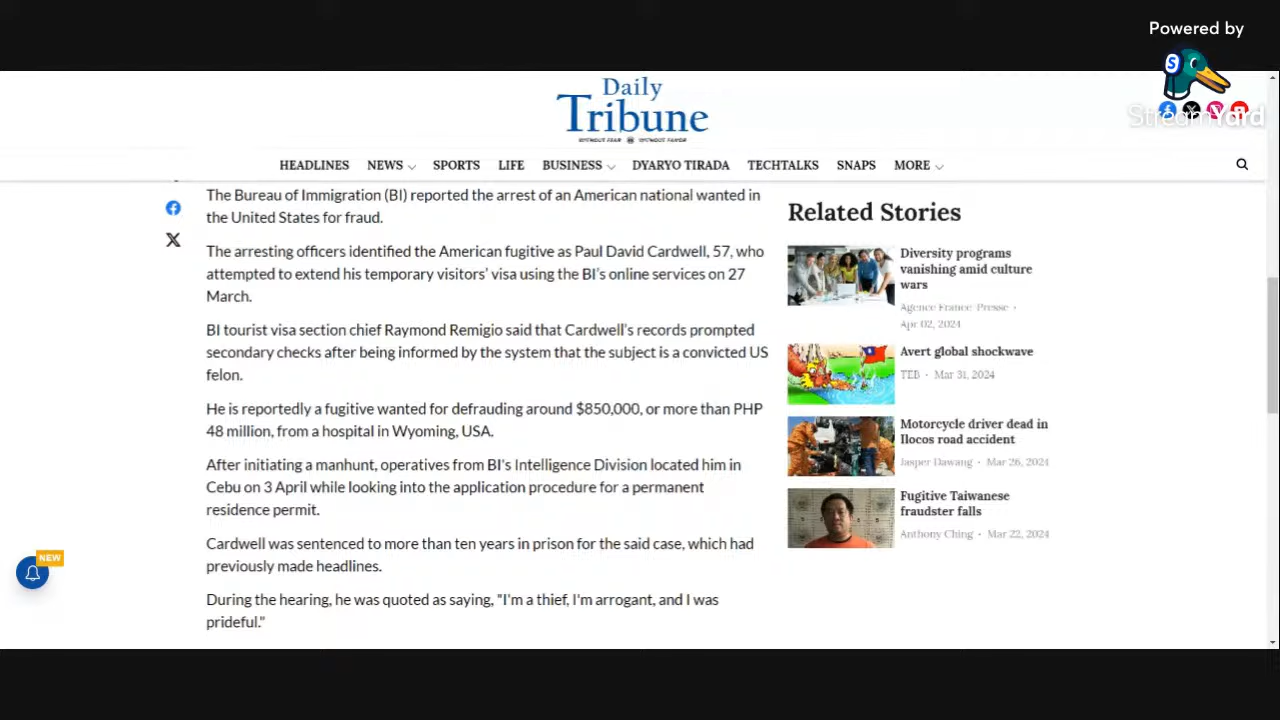 Powered by
StreamYard
Daily
Tribune
WITHOUT FEAR WITHOUT FAVOR
HEADLINES NEWS SPORTS LIFE BUSINESS DYARYO TIRADA TECHTALKS SNAPS MORE
The Bureau of Immigration (BI) reported the arrest of an American national wanted in
the United States for fraud.
The arresting officers identified the American fugitive as Paul David Cardwell, 57, who
attempted to extend his temporary visitors' visa using the BI's online services on 27
March.
BI tourist visa section chief Raymond Remigio said that Cardwell's records prompted
secondary checks after being informed by the system that the subject is a convicted US
felon.
He is reportedly a fugitive wanted for defrauding around $850,000, or more than PHP
48 million, from a hospital in Wyoming, USA.
After initiating a manhunt, operatives from BI's Intelligence Division located him in
Cebu on 3 April while looking into the application procedure for a permanent
residence permit.
Cardwell was sentenced to more than ten years in prison for the said case, which had
previously made headlines.
During the hearing, he was quoted as saying, "I'm a thief, I'm arrogant, and I was
prideful."
Related Stories
Diversity programs
vanishing amid culture
wars
Agence France-Presse ·
Apr 02, 2024
Avert global shockwave
TEB · Mar 31, 2024
Motorcycle driver dead in
Ilocos road accident
Jasper Dawang · Mar 26, 2024
Fugitive Taiwanese
fraudster falls
Anthony Ching · Mar 22, 2024
NEW